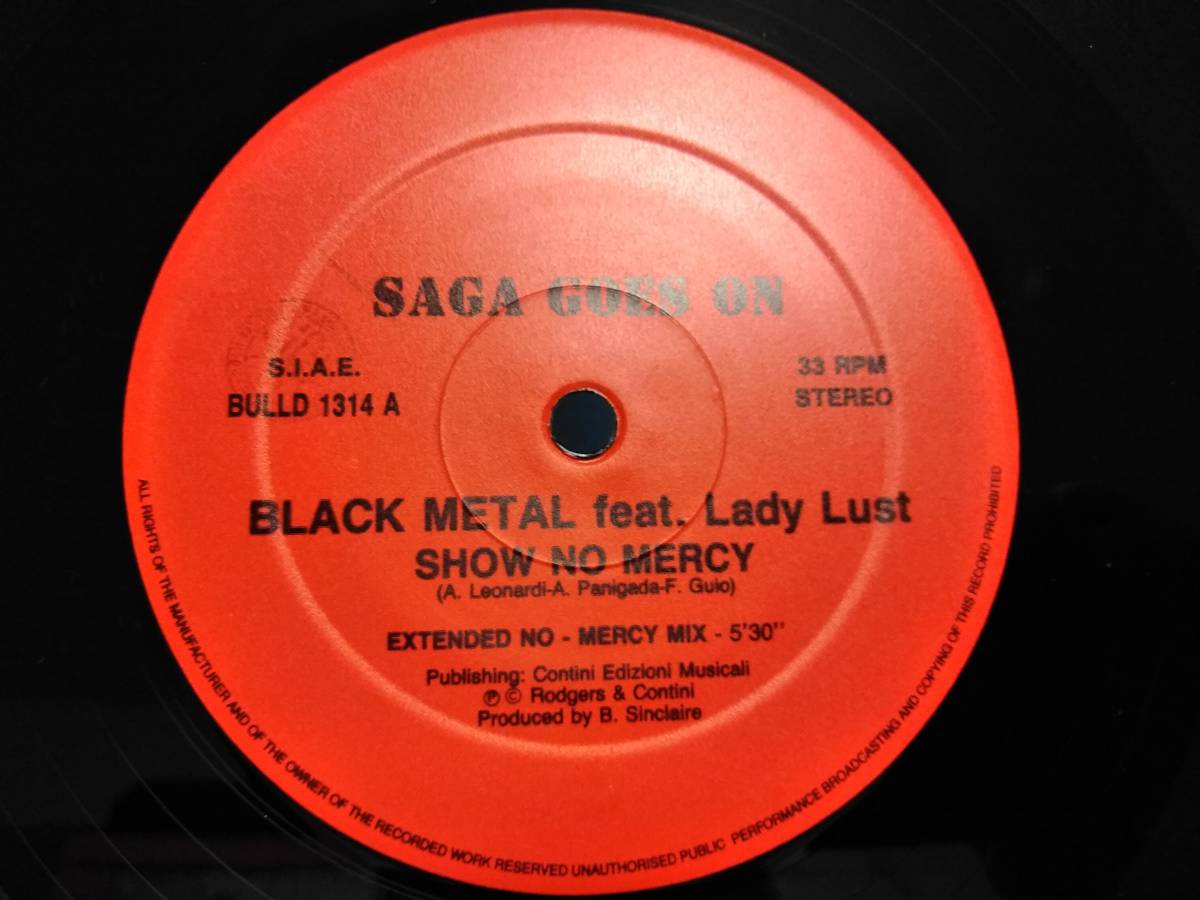 SAGA GOES ON
S.I.A.E.
BULLD 1314 A
33 RPM
STEREO
BLACK METAL feat. Lady Lust
SHOW NO MERCY
(A. Leonardi-A. Panigada-F. Guio)
EXTENDED NO - MERCY MIX - 5'30''
Publishing: Contini Edizioni Musicali
℗ © Rodgers & Contini
Produced by B. Sinclaire
ALL RIGHTS OF THE MANUFACTURER AND OF THE OWNER OF THE RECORDED WORK RESERVED UNAUTHORISED PUBLIC PERFORMANCE BROADCASTING AND COPYING OF THIS RECORD PROHIBITED